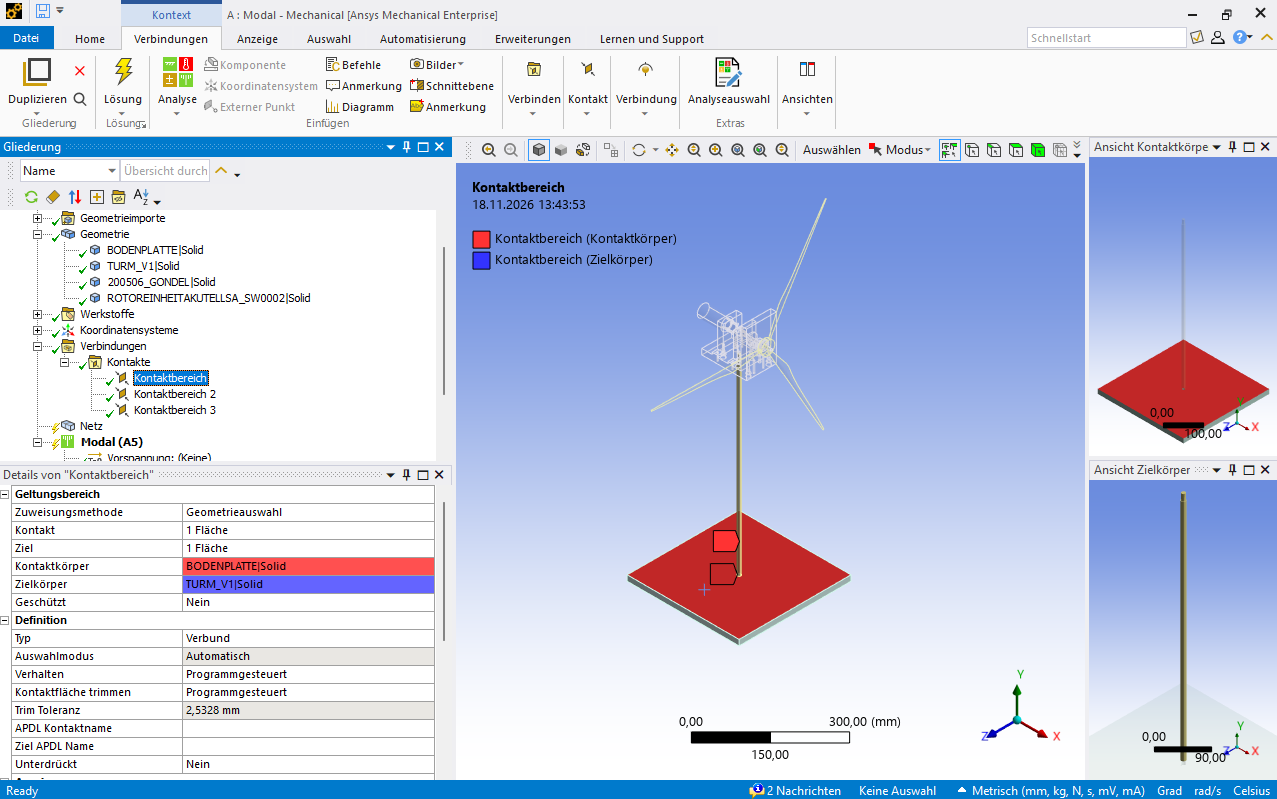 Kontext
A : Modal - Mechanical [Ansys Mechanical Enterprise]
Datei
Home
Verbindungen
Anzeige
Auswahl
Automatisierung
Erweiterungen
Lernen und Support
Schnellstart
Duplizieren
Lösung
Analyse
Komponente
Koordinatensystem
Externer Punkt
Befehle
Anmerkung
Diagramm
Bilder
Schnittebene
Anmerkung
Verbinden
Kontakt
Verbindung
Analyseauswahl
Ansichten
Gliederung
Lösung
Einfügen
Extras
Gliederung
Name
Übersicht durch
Geometrieimporte
Geometrie
BODENPLATTE|Solid
TURM_V1|Solid
200506_GONDEL|Solid
ROTOREINHEITAKUTELLSA_SW0002|Solid
Werkstoffe
Koordinatensysteme
Verbindungen
Kontakte
Kontaktbereich
Kontaktbereich 2
Kontaktbereich 3
Netz
Modal (A5)
Vorspannung: (Keine)
Details von "Kontaktbereich"
Geltungsbereich
Zuweisungsmethode Geometrieauswahl
Kontakt 1 Fläche
Ziel 1 Fläche
Kontaktkörper BODENPLATTE|Solid
Zielkörper TURM_V1|Solid
Geschützt Nein
Definition
Typ Verbund
Auswahlmodus Automatisch
Verhalten Programmgesteuert
Kontaktfläche trimmen Programmgesteuert
Trim Toleranz 2,5328 mm
APDL Kontaktname
Ziel APDL Name
Unterdrückt Nein
Auswählen
Modus
Kontaktbereich
18.11.2026 13:43:53
Kontaktbereich (Kontaktkörper)
Kontaktbereich (Zielkörper)
0,00
300,00 (mm)
150,00
Y
Z
X
Ansicht Kontaktkörpe
0,00
100,00
Y
Z
X
Ansicht Zielkörper
0,00
90,00
Y
Z
X
Ready
2 Nachrichten
Keine Auswahl
Metrisch (mm, kg, N, s, mV, mA)
Grad
rad/s
Celsius